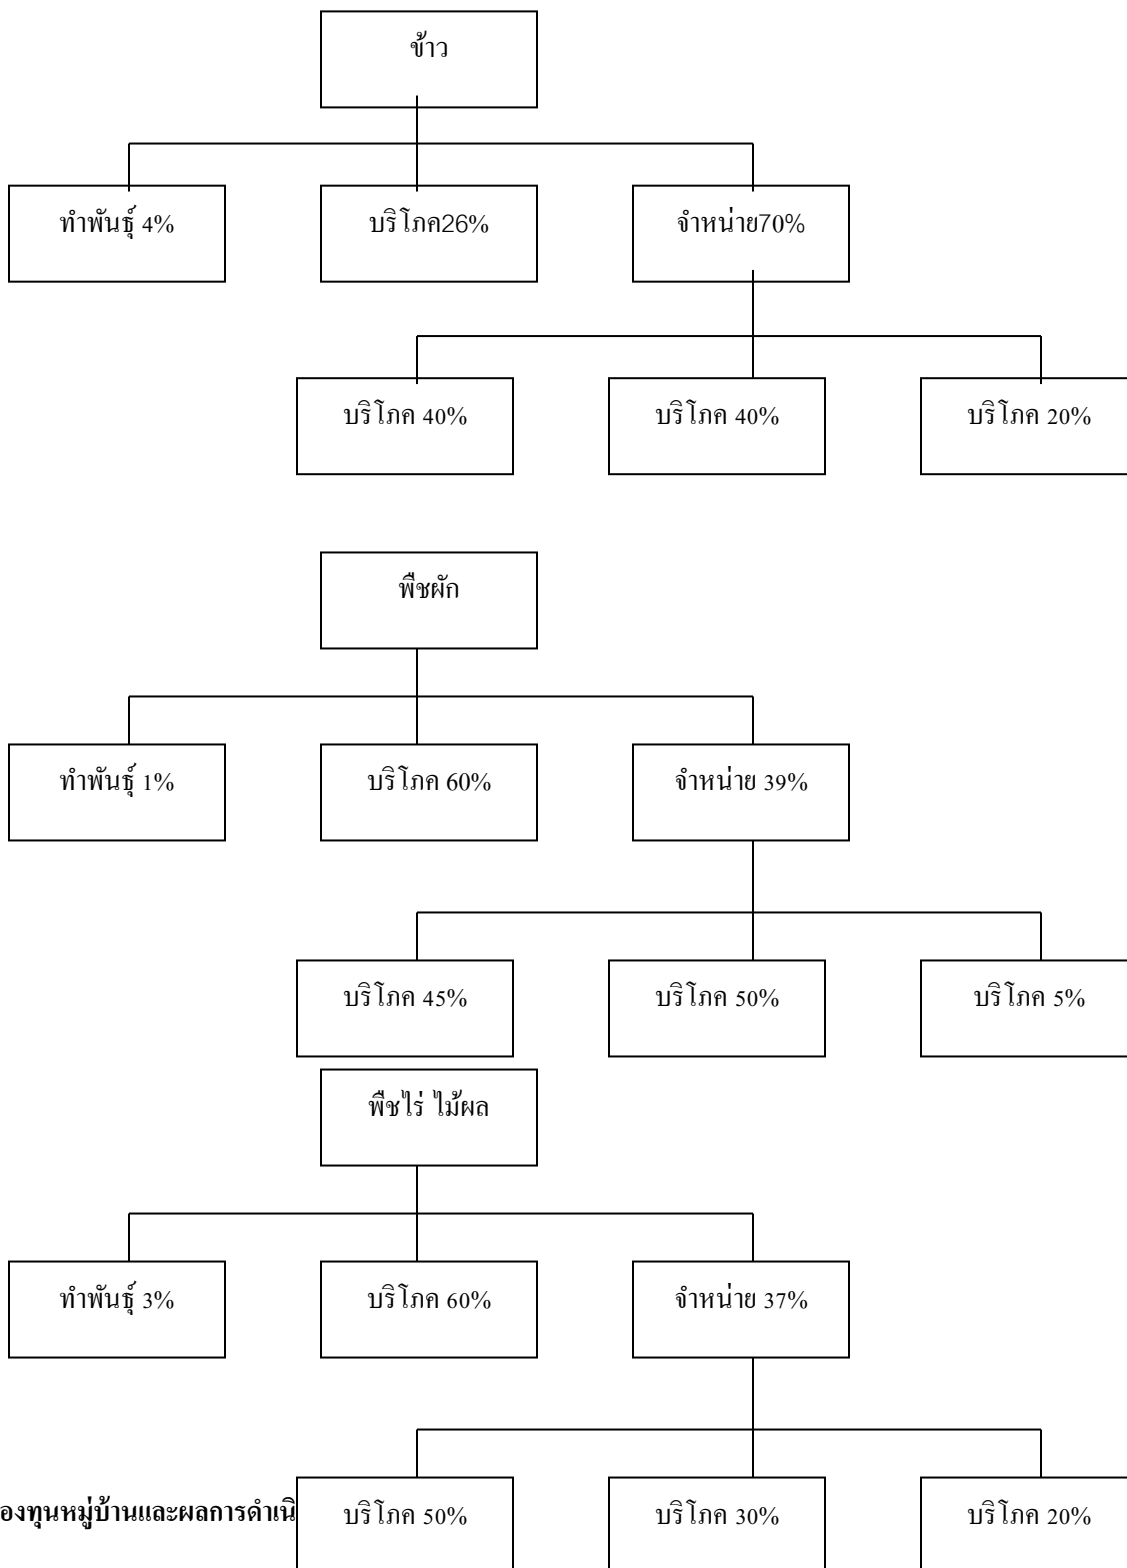 ข้าว
ทำพันธุ์ 4%
บริโภค26%
จำหน่าย70%
บริโภค 40%
บริโภค 40%
บริโภค 20%
พืชผัก
ทำพันธุ์ 1%
บริโภค 60%
จำหน่าย 39%
บริโภค 45%
บริโภค 50%
บริโภค 5%
พืชไร่ ไม้ผล
ทำพันธุ์ 3%
บริโภค 60%
จำหน่าย 37%
องทุนหมู่บ้านและผลการดำเนิ
บริโภค 50%
บริโภค 30%
บริโภค 20%